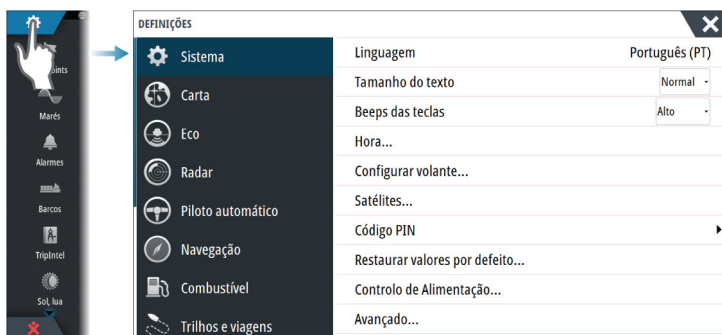 DEFINIÇÕES
oints
Marés
Alarmes
Barcos
TripIntel
Sol, lua
Sistema
Carta
Eco
Radar
Piloto automático
Navegação
Combustível
Trilhos e viagens
Linguagem Português (PT)
Tamanho do texto Normal
Beeps das teclas Alto
Hora...
Configurar volante...
Satélites...
Código PIN
Restaurar valores por defeito...
Controlo de Alimentação...
Avançado...